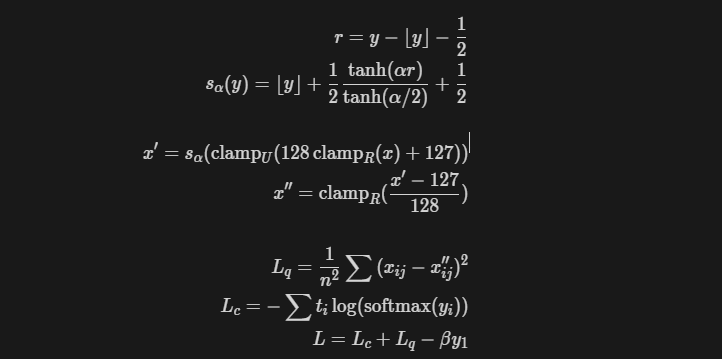 r = y − ⌊y⌋ − 1/2
s_α(y) = ⌊y⌋ + 1/2 tanh(αr)/tanh(α/2) + 1/2
x′ = s_α(clamp_U(128 clamp_R(x) + 127))
x″ = clamp_R((x′ − 127)/128)
L_q = 1/n² ∑ (x_ij − x″_ij)²
L_c = − ∑ t_i log(softmax(y_i))
L = L_c + L_q − βy_1